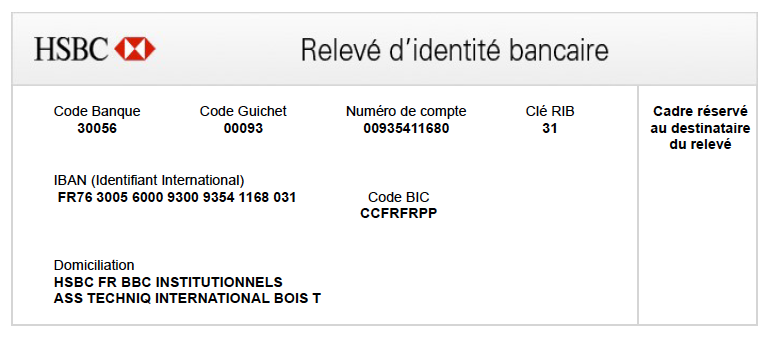 HSBC Relevé d'identité bancaire
Code Banque Code Guichet Numéro de compte Clé RIB
30056 00093 00935411680 31
Cadre réservé
au destinataire
du relevé
IBAN (Identifiant International)
FR76 3005 6000 9300 9354 1168 031
Code BIC
CCFRFRPP
Domiciliation
HSBC FR BBC INSTITUTIONNELS
ASS TECHNIQ INTERNATIONAL BOIS T